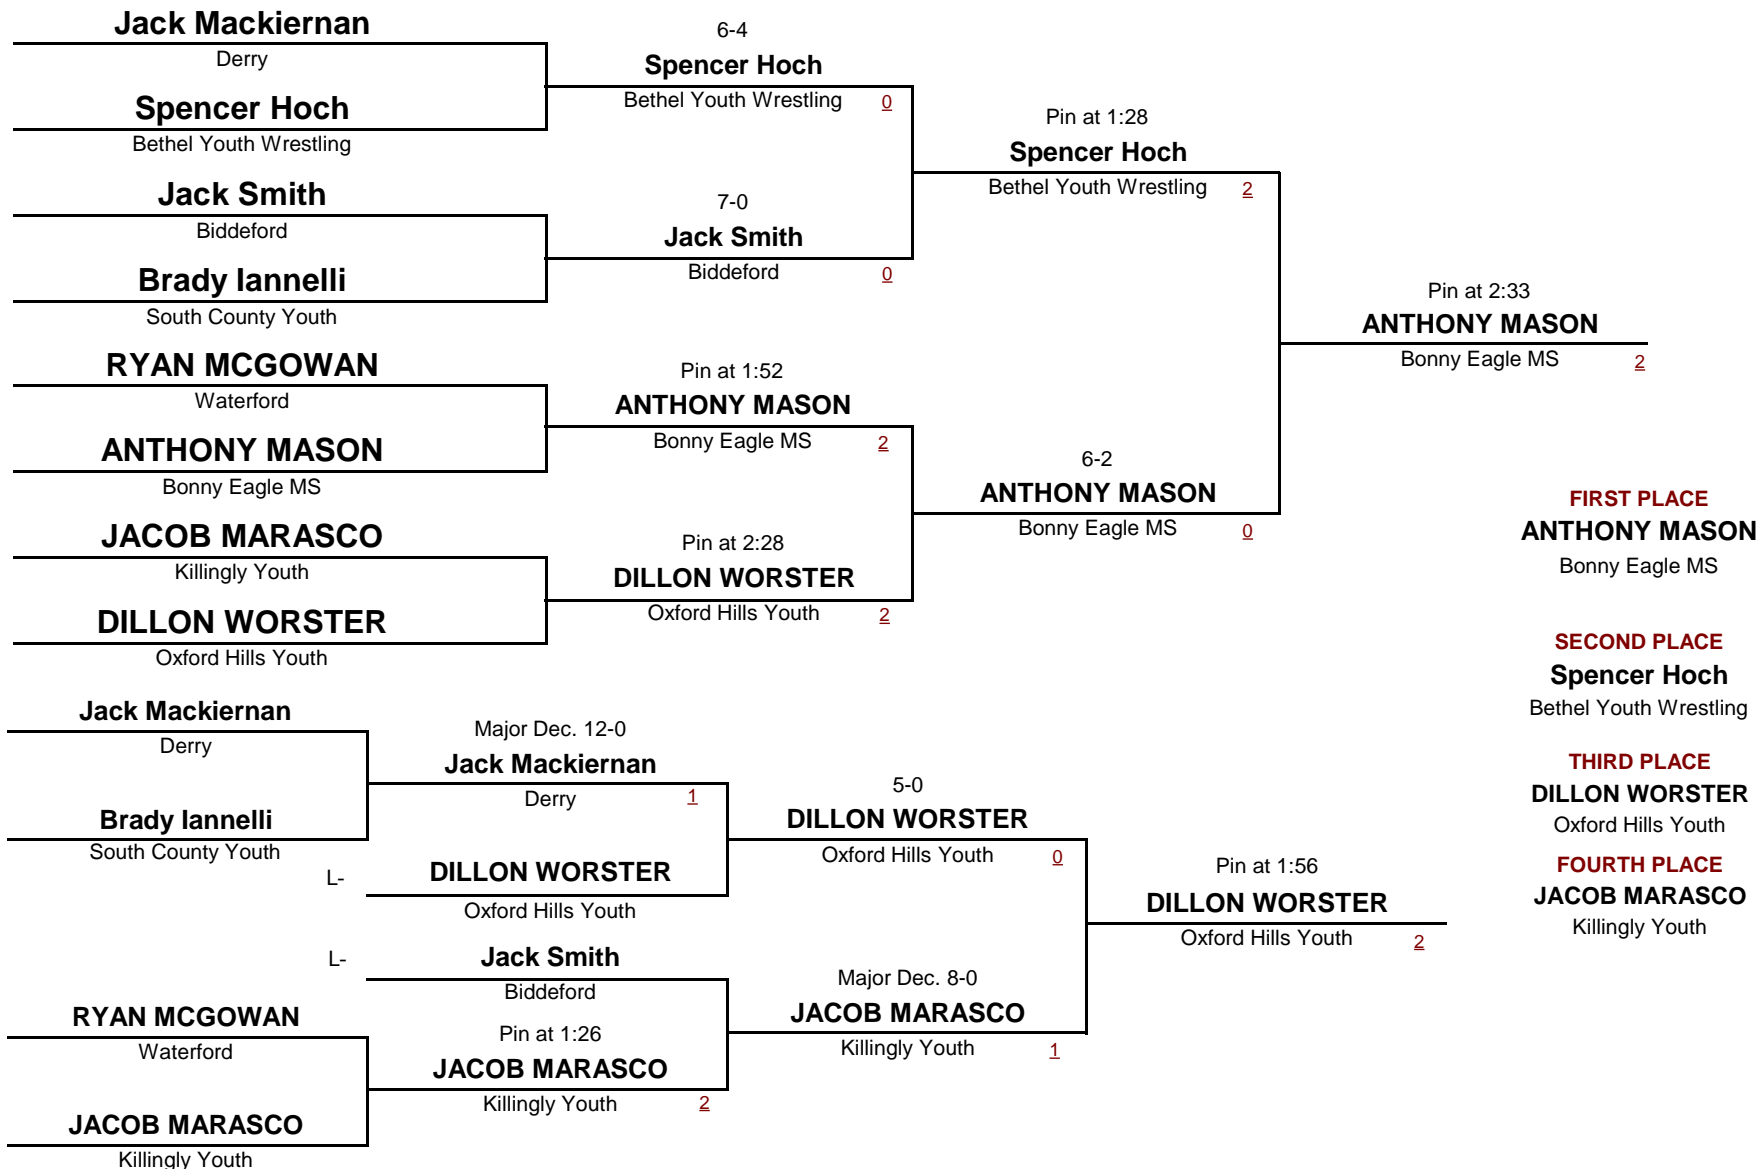 Jack Mackiernan
Derry
Spencer Hoch
Bethel Youth Wrestling
Jack Smith
Biddeford
Brady Iannelli
South County Youth
RYAN MCGOWAN
Waterford
ANTHONY MASON
Bonny Eagle MS
JACOB MARASCO
Killingly Youth
DILLON WORSTER
Oxford Hills Youth
6-4
Spencer Hoch
Bethel Youth Wrestling 0
7-0
Jack Smith
Biddeford 0
Pin at 1:52
ANTHONY MASON
Bonny Eagle MS 2
Pin at 2:28
DILLON WORSTER
Oxford Hills Youth 2
Pin at 1:28
Spencer Hoch
Bethel Youth Wrestling 2
6-2
ANTHONY MASON
Bonny Eagle MS 0
Pin at 2:33
ANTHONY MASON
Bonny Eagle MS 2
FIRST PLACE
ANTHONY MASON
Bonny Eagle MS
SECOND PLACE
Spencer Hoch
Bethel Youth Wrestling
THIRD PLACE
DILLON WORSTER
Oxford Hills Youth
FOURTH PLACE
JACOB MARASCO
Killingly Youth
Jack Mackiernan
Derry
Brady Iannelli
South County Youth
RYAN MCGOWAN
Waterford
JACOB MARASCO
Killingly Youth
Major Dec. 12-0
Jack Mackiernan
Derry 1
L-
DILLON WORSTER
Oxford Hills Youth
L-
Jack Smith
Biddeford
Pin at 1:26
JACOB MARASCO
Killingly Youth 2
5-0
DILLON WORSTER
Oxford Hills Youth 0
Major Dec. 8-0
JACOB MARASCO
Killingly Youth 1
Pin at 1:56
DILLON WORSTER
Oxford Hills Youth 2